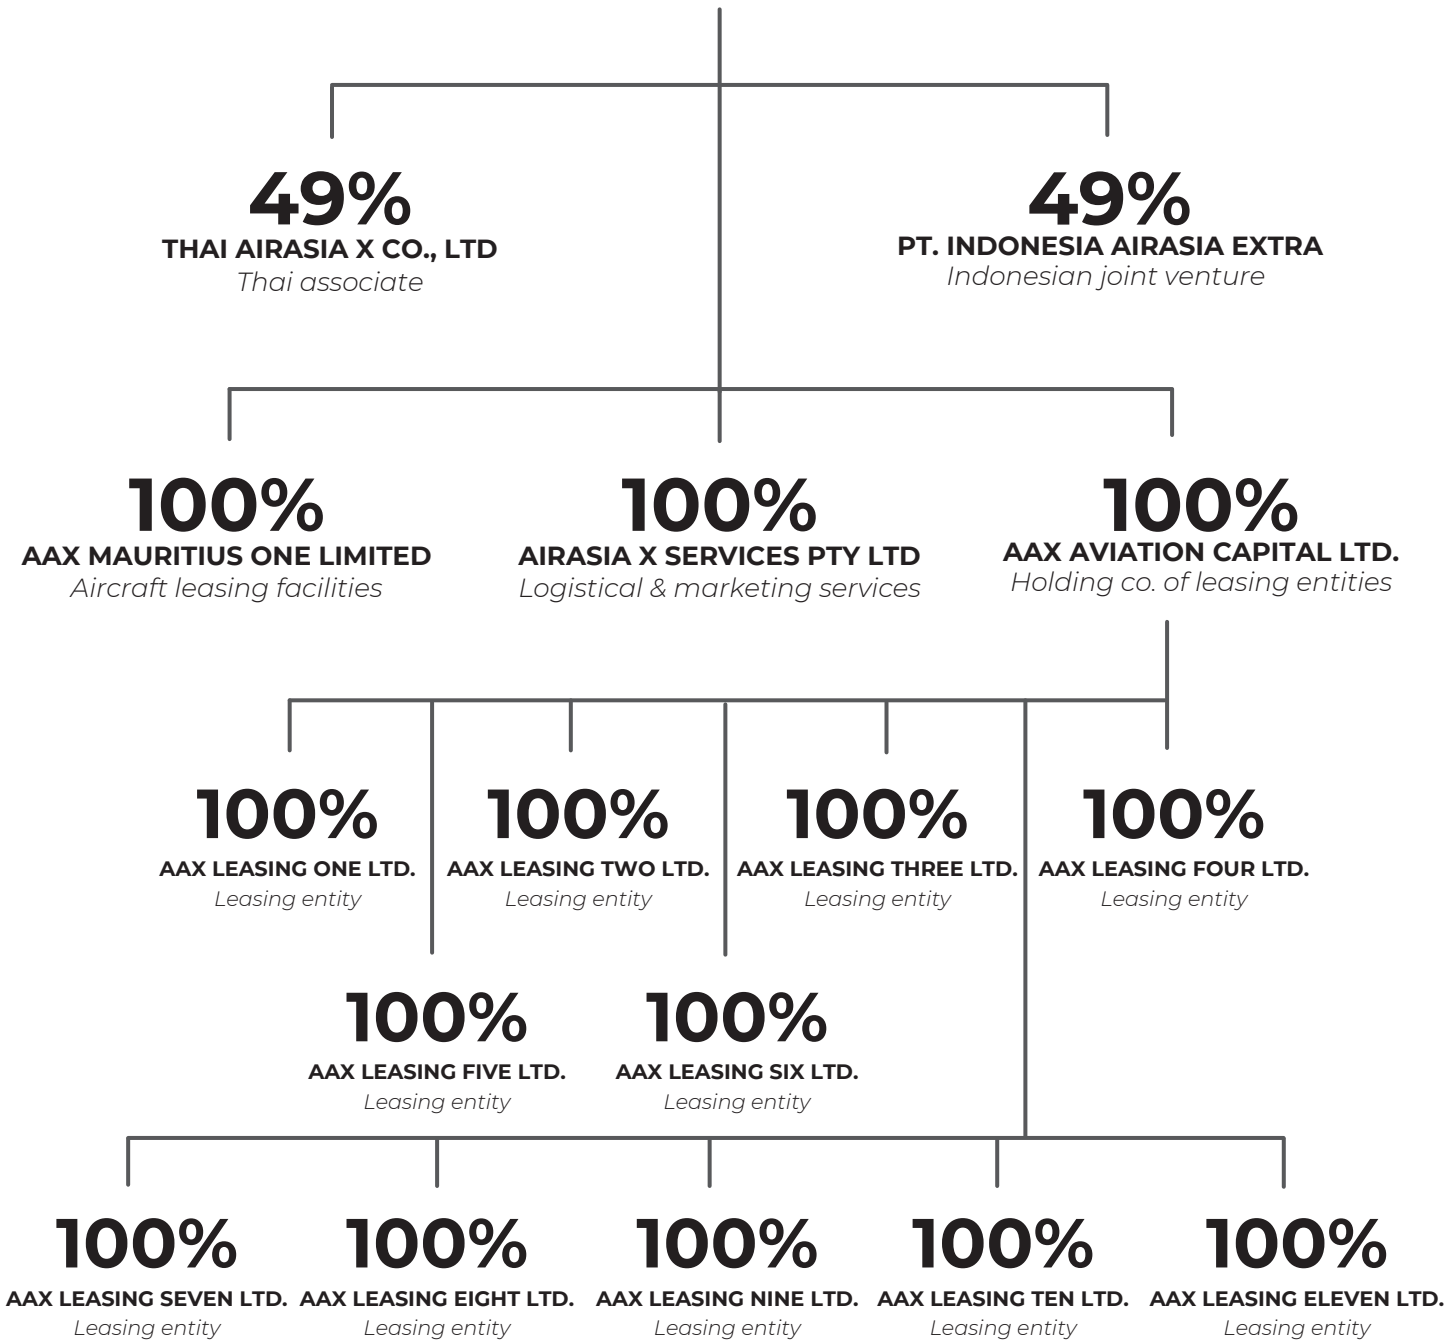 49%
THAI AIRASIA X CO., LTD
Thai associate
49%
PT. INDONESIA AIRASIA EXTRA
Indonesian joint venture
100%
AAX MAURITIUS ONE LIMITED
Aircraft leasing facilities
100%
AIRASIA X SERVICES PTY LTD
Logistical & marketing services
100%
AAX AVIATION CAPITAL LTD.
Holding co. of leasing entities
100%
AAX LEASING ONE LTD.
Leasing entity
100%
AAX LEASING TWO LTD.
Leasing entity
100%
AAX LEASING THREE LTD.
Leasing entity
100%
AAX LEASING FOUR LTD.
Leasing entity
100%
AAX LEASING FIVE LTD.
Leasing entity
100%
AAX LEASING SIX LTD.
Leasing entity
100%
AAX LEASING SEVEN LTD.
Leasing entity
100%
AAX LEASING EIGHT LTD.
Leasing entity
100%
AAX LEASING NINE LTD.
Leasing entity
100%
AAX LEASING TEN LTD.
Leasing entity
100%
AAX LEASING ELEVEN LTD.
Leasing entity